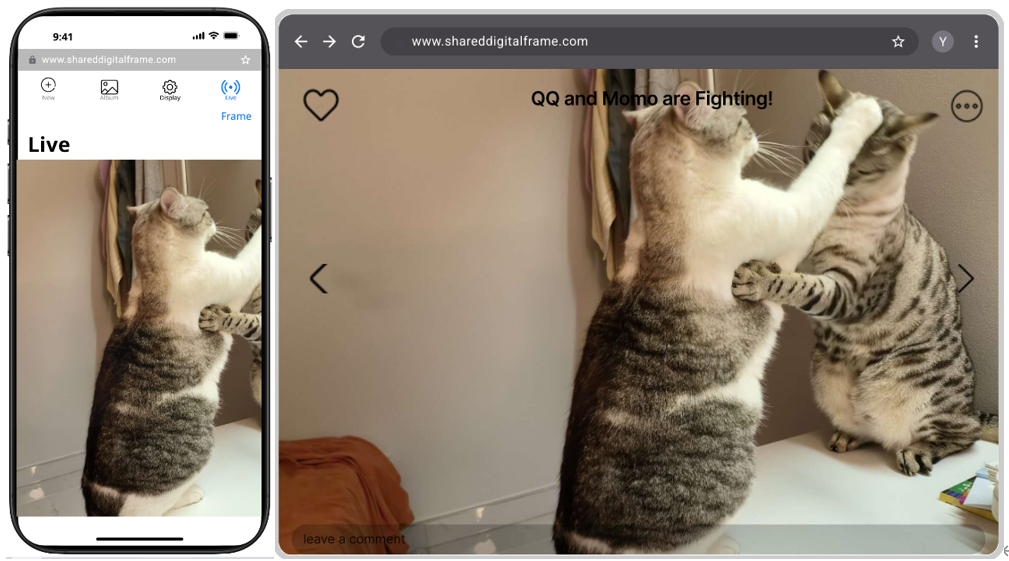 9:41
www.shareddigitalframe.com
New
Album
Display
Live
Frame
Live
www.shareddigitalframe.com
Y
QQ and Momo are Fighting!
leave a comment